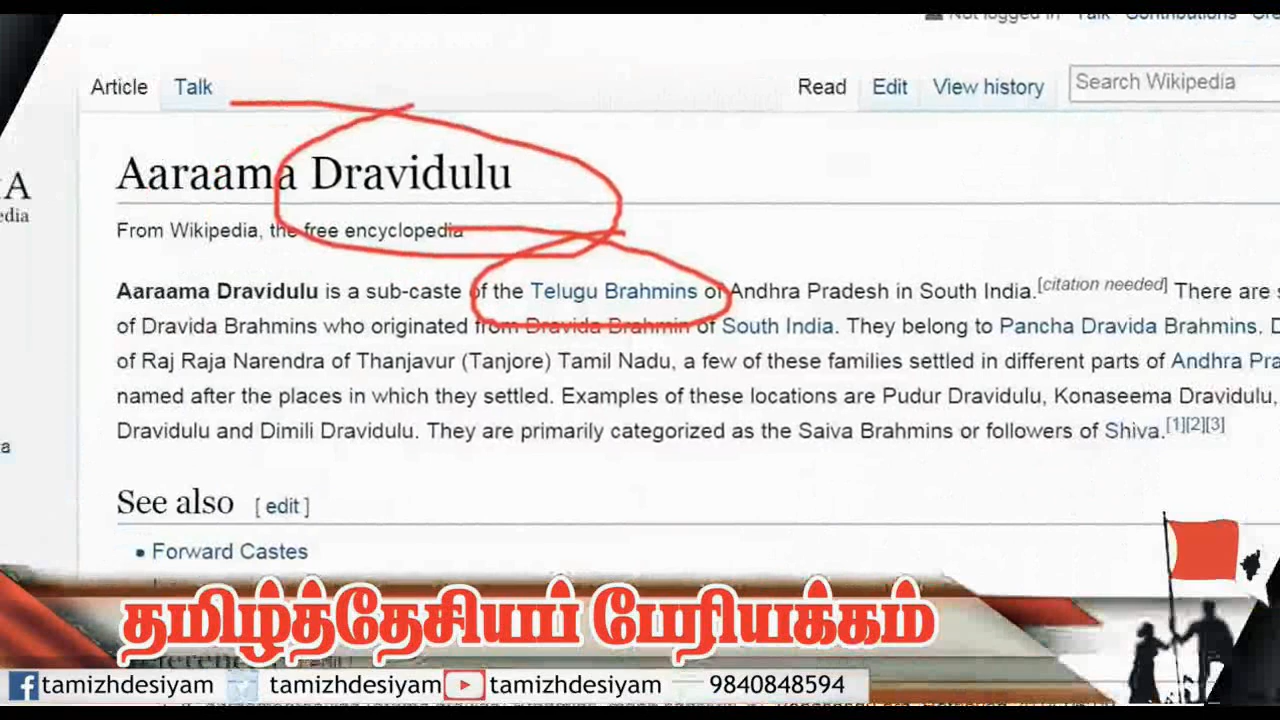 Not logged in Talk Contributions
Article Talk Read Edit View history Search Wikipedia
Aaraama Dravidulu
From Wikipedia, the free encyclopedia
Aaraama Dravidulu is a sub-caste of the Telugu Brahmins of Andhra Pradesh in South India.[citation needed] There are
of Dravida Brahmins who originated from Dravida Brahmin of South India. They belong to Pancha Dravida Brahmins.
of Raj Raja Narendra of Thanjavur (Tanjore) Tamil Nadu, a few of these families settled in different parts of Andhra
named after the places in which they settled. Examples of these locations are Pudur Dravidulu, Konaseema Dravidulu,
Dravidulu and Dimili Dravidulu. They are primarily categorized as the Saiva Brahmins or followers of Shiva.[1][2][3]
See also [ edit ]
• Forward Castes
தமிழ்த்தேசியப் பேரியக்கம்
tamizhdesiyam tamizhdesiyam tamizhdesiyam 9840848594